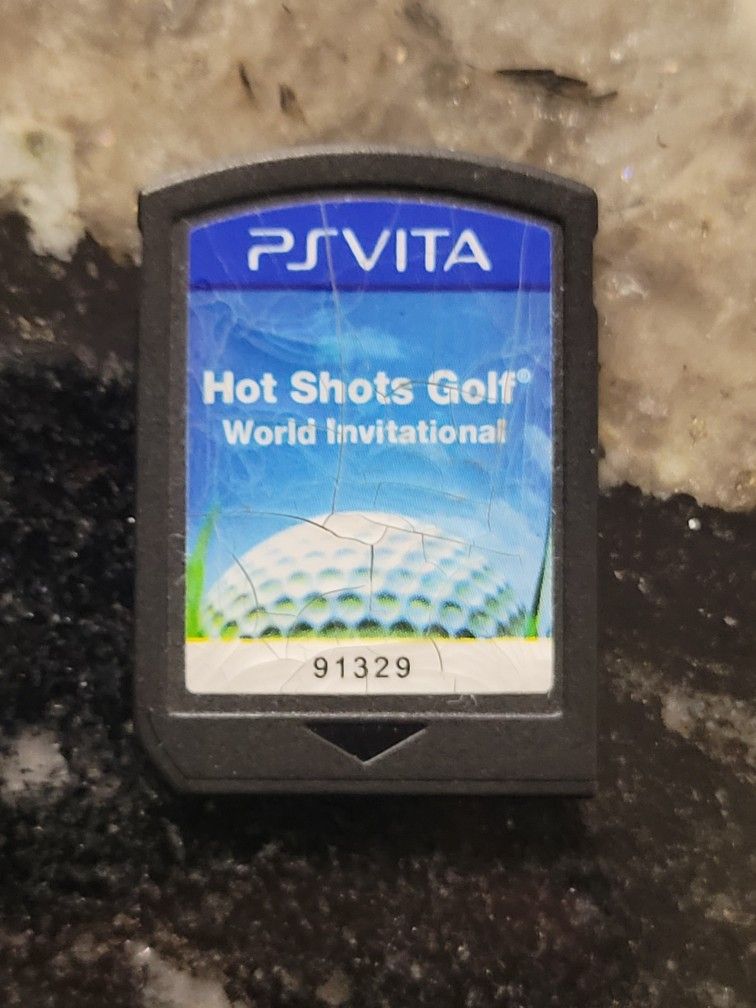 PSVITA
Hot Shots Golf®
World Invitational
91329